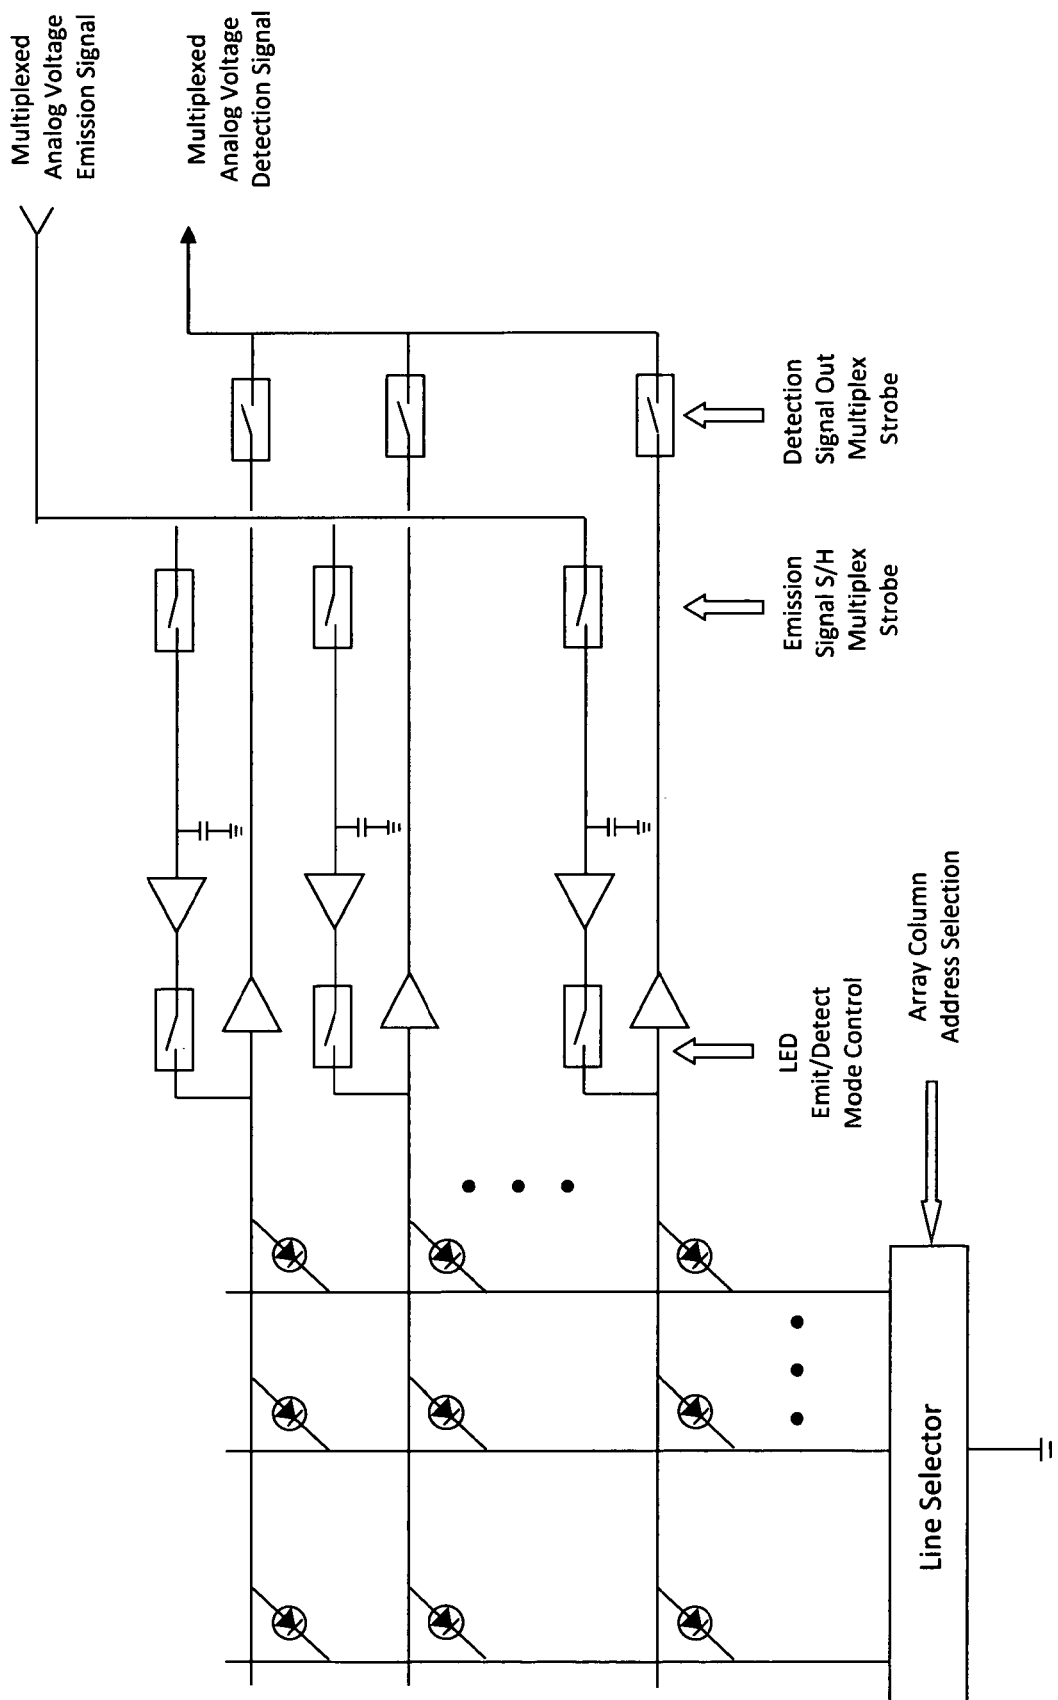 Multiplexed
Analog Voltage
Emission Signal
Multiplexed
Analog Voltage
Detection Signal
Detection
Signal Out
Multiplex
Strobe
Emission
Signal S/H
Multiplex
Strobe
LED
Emit/Detect
Mode Control
Array Column
Address Selection
Line Selector